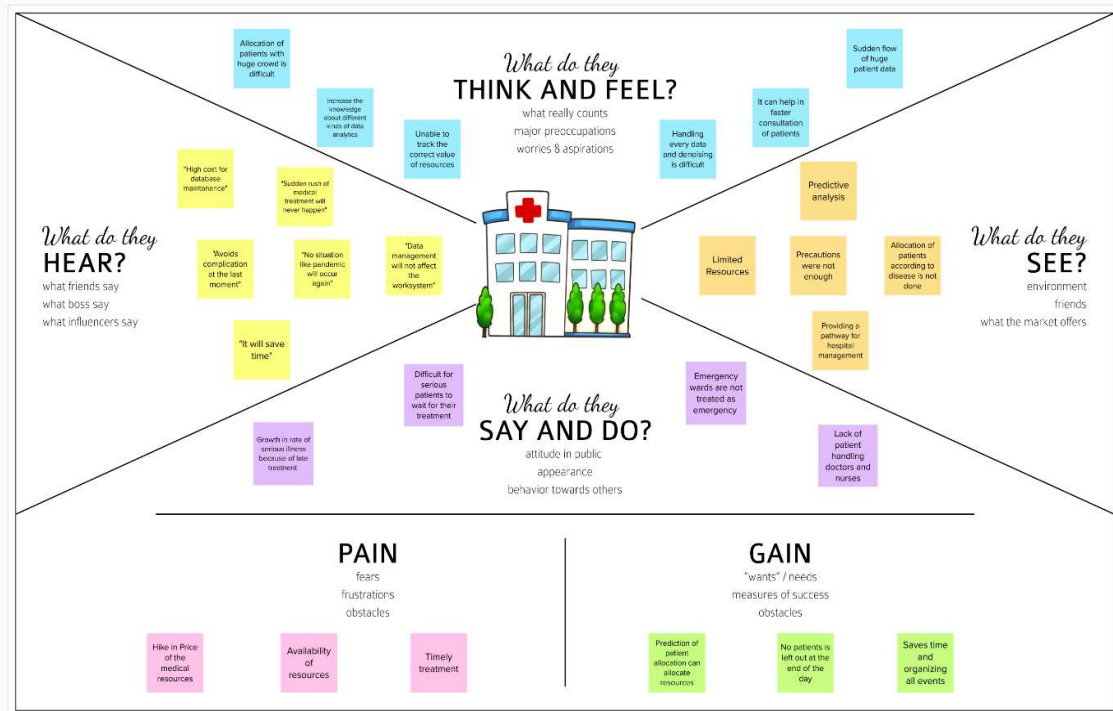 What do they
THINK AND FEEL?
what really counts
major preoccupations
worries & aspirations
Allocation of
patients with
huge crowd is
difficult
Increase the
knowledge
about different
kinds of data
analytics
Unable to
track the
correct value
of resources
Handling
every data
and denoising
is difficult
It can help in
faster
consultation
of patients
Sudden flow
of huge
patient data
What do they
HEAR?
what friends say
what boss say
what influencers say
"High cost for
database
maintanance"
"Sudden rush of
medical
treatment will
never happen"
"Avoids
complication
at the last
moment"
"No situation
like pandemic
will occur
again"
"Data
management
will not affect
the
worksystem"
"It will save
time"
What do they
SEE?
environment
friends
what the market offers
Predictive
analysis
Limited
Resources
Precautions
were not
enough
Allocation of
patients
according to
disease is not
done
Providing a
pathway for
hospital
management
What do they
SAY AND DO?
attitude in public
appearance
behavior towards others
Difficult for
serious
patients to
wait for their
treatment
Growth in rate of
serious illness
because of late
treatment
Emergency
wards are not
treated as
emergency
Lack of
patient
handling
doctors and
nurses
PAIN
fears
frustrations
obstacles
Hike in Price
of the
medical
resources
Availability
of
resources
Timely
treatment
GAIN
"wants" / needs
measures of success
obstacles
Prediction of
patient
allocation can
allocate
resources
No patients is
left out at the
end of the
day
Saves time
and
organizing
all events